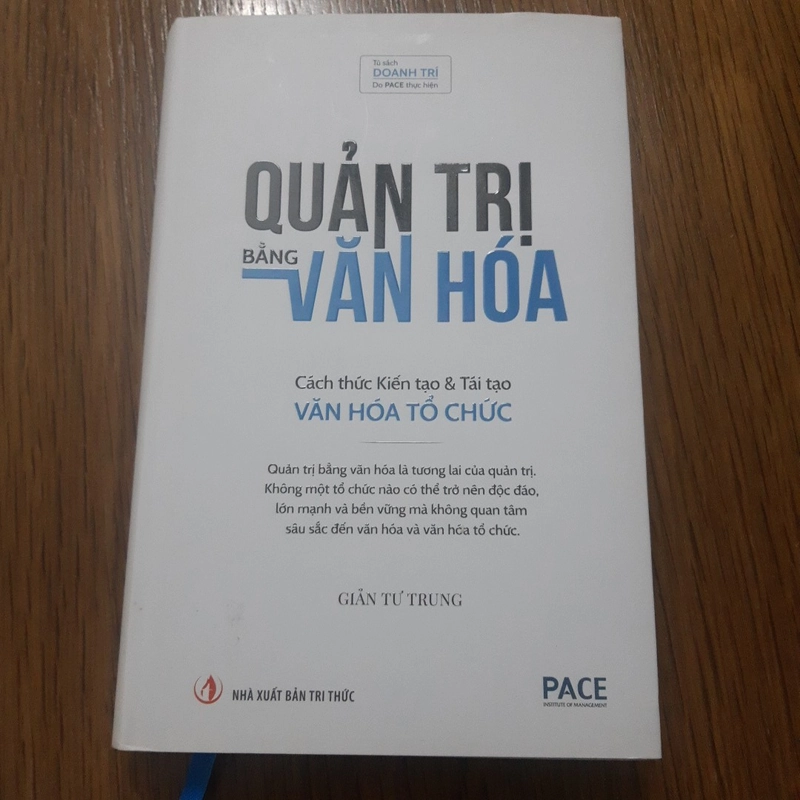 Tủ sách
DOANH TRÍ
Do PACE thực hiện
QUẢN TRỊ
BẰNG
VĂN HÓA
Cách thức Kiến tạo & Tái tạo
VĂN HÓA TỔ CHỨC
Quản trị bằng văn hóa là tương lai của quản trị.
Không một tổ chức nào có thể trở nên độc đáo,
lớn mạnh và bền vững mà không quan tâm
sâu sắc đến văn hóa và văn hóa tổ chức.
GIẢN TƯ TRUNG
NHÀ XUẤT BẢN TRI THỨC
PACE
INSTITUTE OF MANAGEMENT